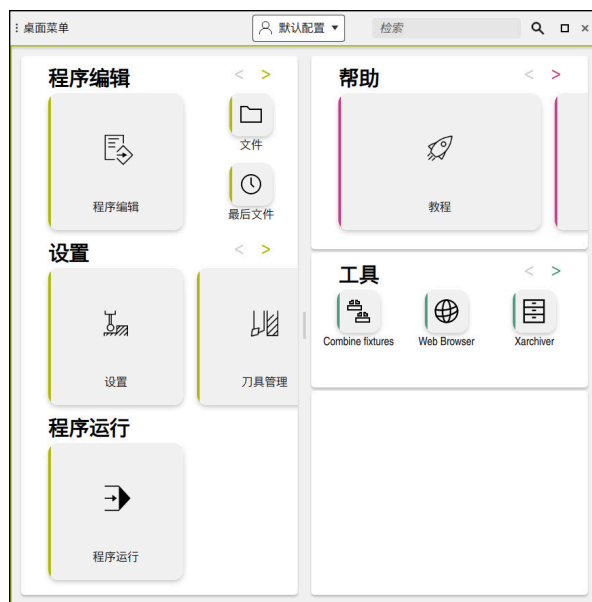 桌面菜单
默认配置
检索
程序编辑
程序编辑
文件
最后文件
设置
设置
刀具管理
程序运行
程序运行
帮助
教程
工具
Combine fixtures
Web Browser
Xarchiver